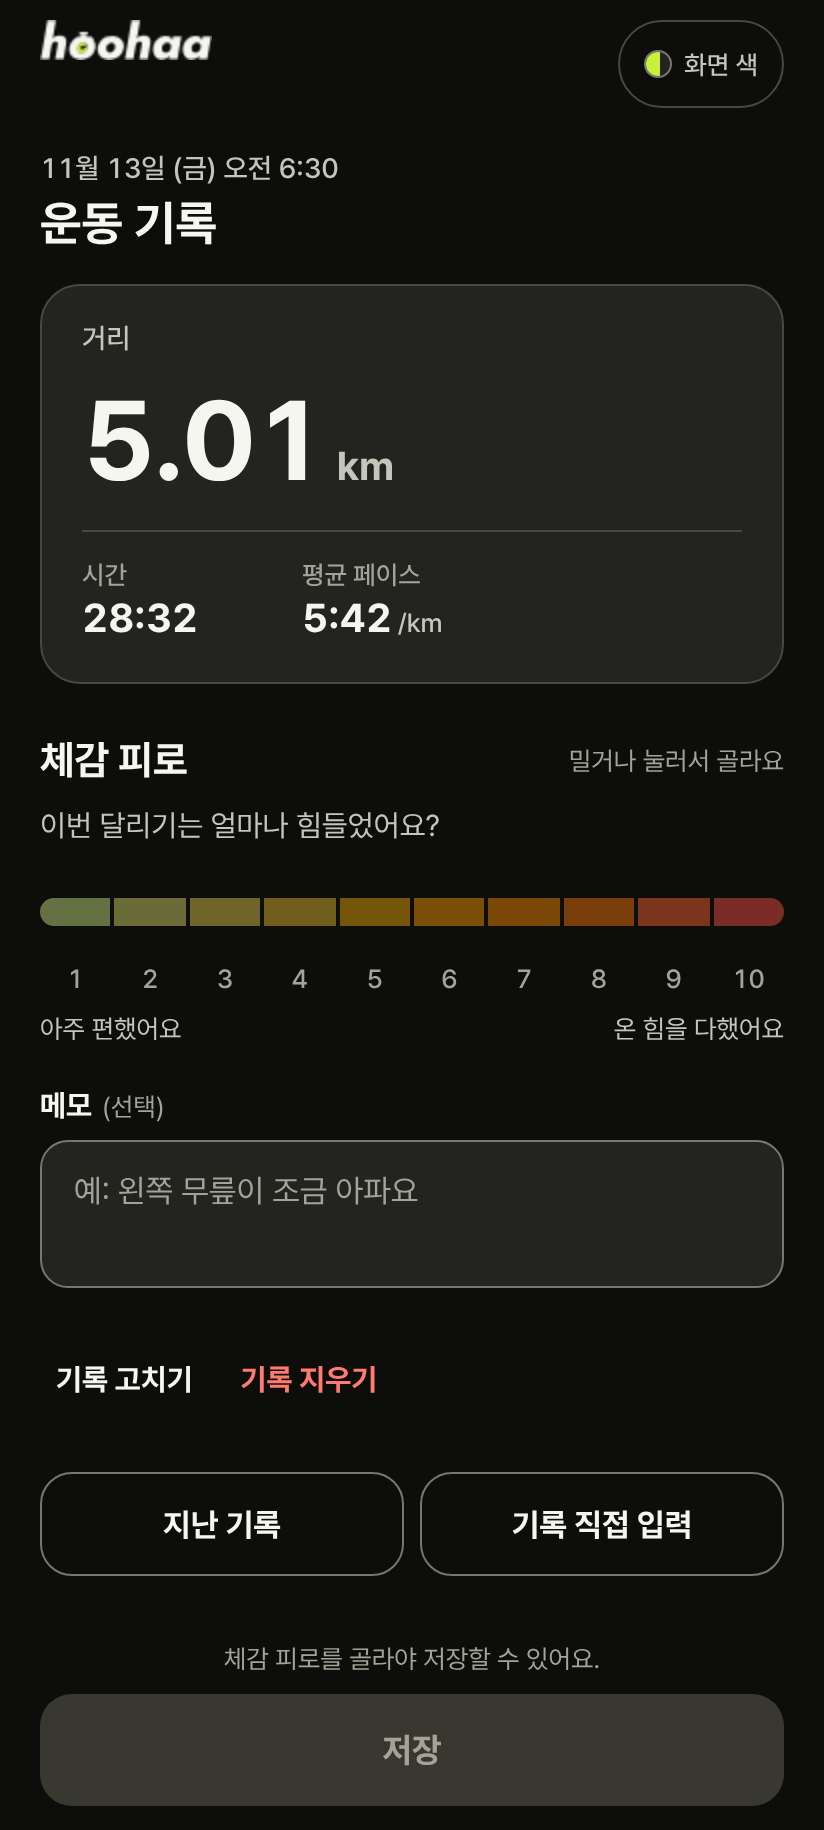 hoohaa
화면 색
11월 13일 (금) 오전 6:30
운동 기록
거리
5.01 km
시간 평균 페이스
28:32 5:42 /km
체감 피로 밀거나 눌러서 골라요
이번 달리기는 얼마나 힘들었어요?
1 2 3 4 5 6 7 8 9 10
아주 편했어요 온 힘을 다했어요
메모 (선택)
예: 왼쪽 무릎이 조금 아파요
기록 고치기 기록 지우기
지난 기록 기록 직접 입력
체감 피로를 골라야 저장할 수 있어요.
저장